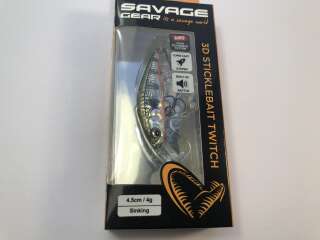 SAVAGE
GEAR
it's a savage world
3D STICKLEBAIT TWITCH
4.5cm / 4g
Sinking